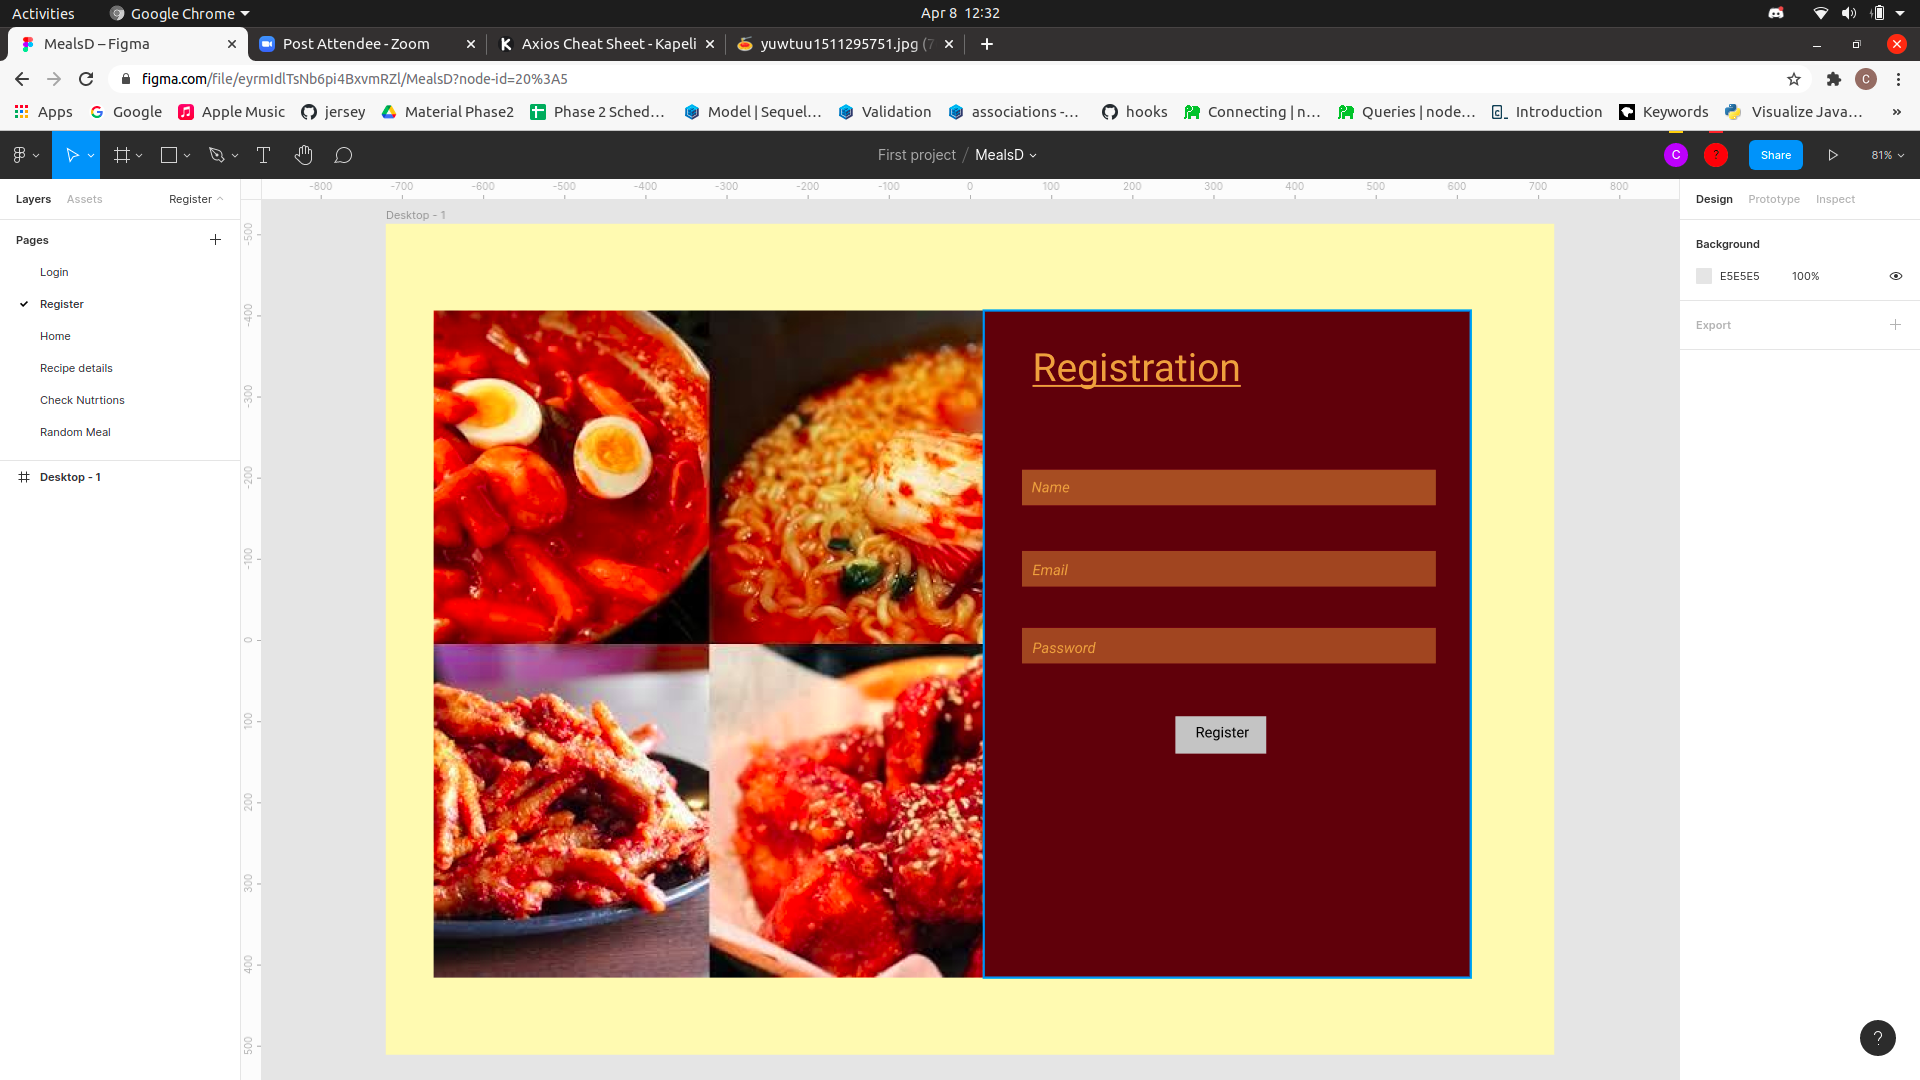 Activities Google Chrome Apr 8 12:32
MealsD – Figma Post Attendee - Zoom Axios Cheat Sheet - Kapeli yuwtuu1511295751.jpg (7
figma.com/file/eyrmIdlTsNb6pi4BxvmRZl/MealsD?node-id=20%3A5 C
Apps Google Apple Music jersey Material Phase2 Phase 2 Sched... Model | Sequel... Validation associations -... hooks Connecting | n... Queries | node... Introduction Keywords Visualize Java... »
First project / MealsD C ? Share 81%
Layers Assets Register Design Prototype Inspect
-800 -700 -600 -500 -400 -300 -200 -100 0 100 200 300 400 500 600 700 800
Desktop - 1
Pages
Login
Register
Home
Recipe details
Check Nutrtions
Random Meal
Desktop - 1
-500
-400
-300
-200
-100
0
100
200
300
400
500
Registration
Name
Email
Password
Register
Background
E5E5E5 100%
Export
?